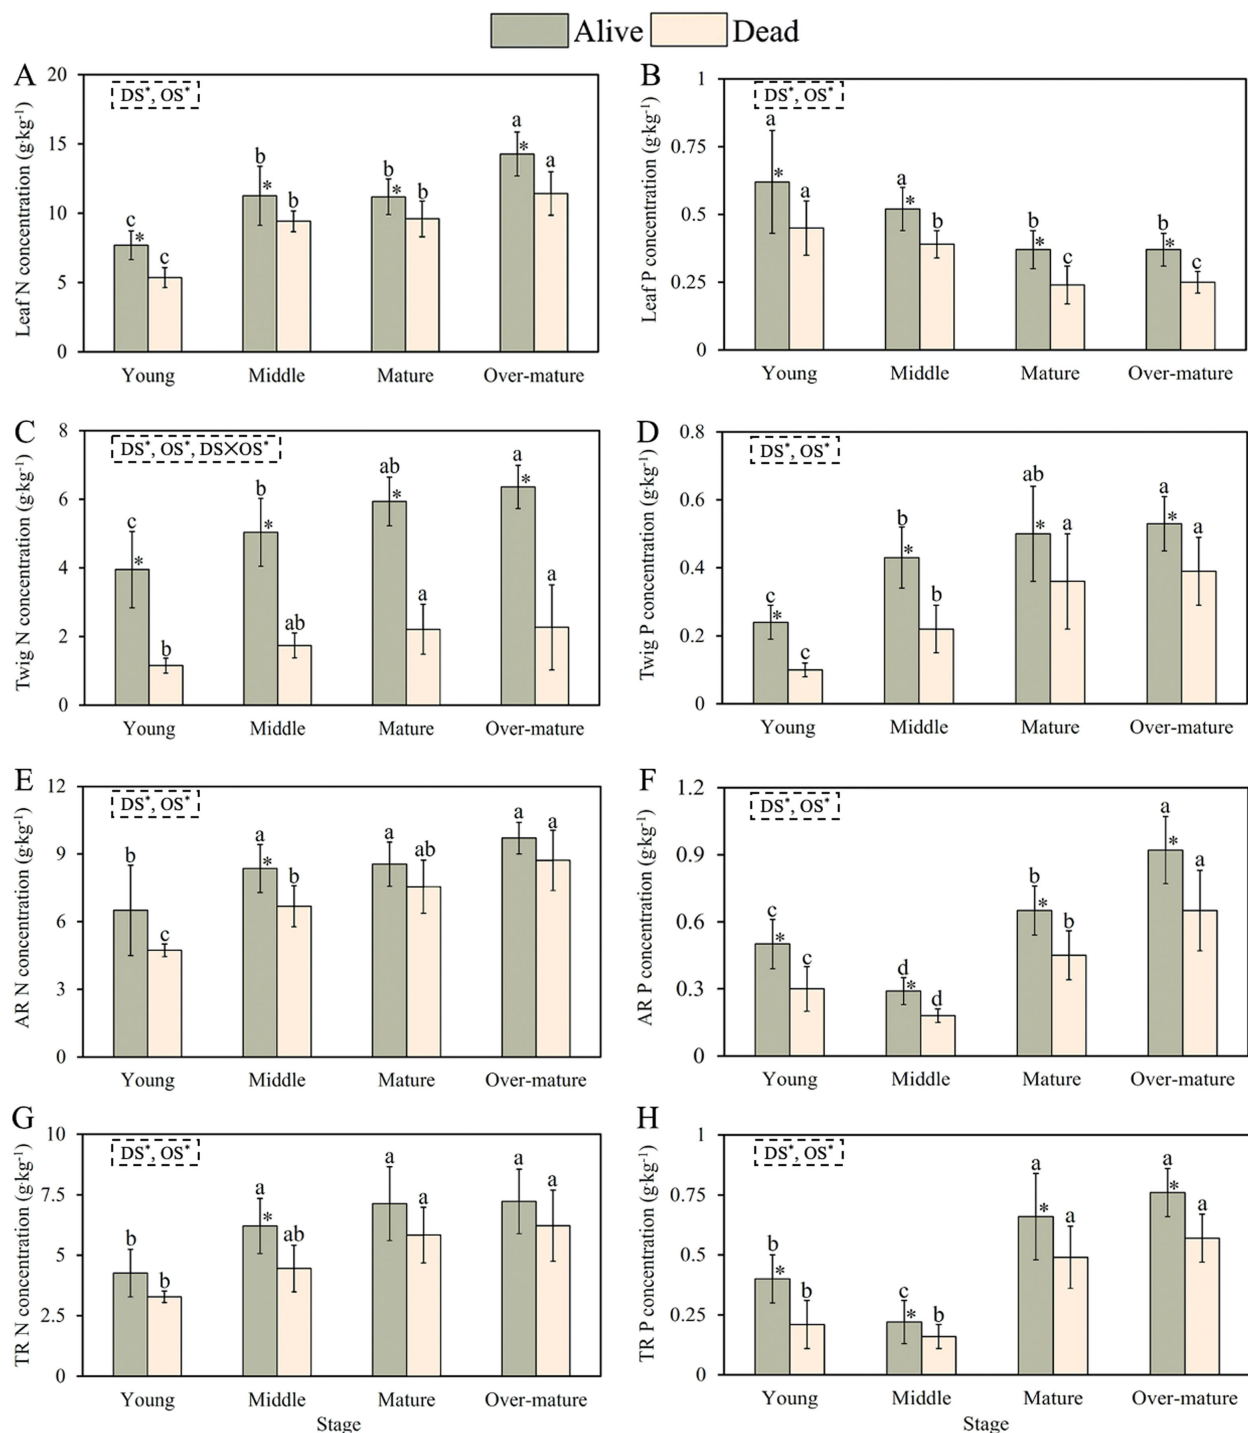 Alive Dead
A
DS*, OS*
Leaf N concentration (g·kg-1)
20
15
10
5
0
c * c
b * b
b * b
a * a
Young Middle Mature Over-mature
B
DS*, OS*
Leaf P concentration (g·kg-1)
1
0.75
0.5
0.25
0
a * a
a * b
b * c
b * c
Young Middle Mature Over-mature
C
DS*, OS*, DS×OS*
Twig N concentration (g·kg-1)
8
6
4
2
0
c * b
b * ab
ab * a
a * a
Young Middle Mature Over-mature
D
DS*, OS*
Twig P concentration (g·kg-1)
0.8
0.6
0.4
0.2
0
c * c
b * b
ab * a
a * a
Young Middle Mature Over-mature
E
DS*, OS*
AR N concentration (g·kg-1)
12
9
6
3
0
b c
a * b
a ab
a a
Young Middle Mature Over-mature
F
DS*, OS*
AR P concentration (g·kg-1)
1.2
0.9
0.6
0.3
0
c * c
d * d
b * b
a * a
Young Middle Mature Over-mature
G
DS*, OS*
TR N concentration (g·kg-1)
10
7.5
5
2.5
0
b b
a * ab
a a
a a
Young Middle Mature Over-mature
Stage
H
DS*, OS*
TR P concentration (g·kg-1)
1
0.75
0.5
0.25
0
b * b
c * b
a * a
a * a
Young Middle Mature Over-mature
Stage